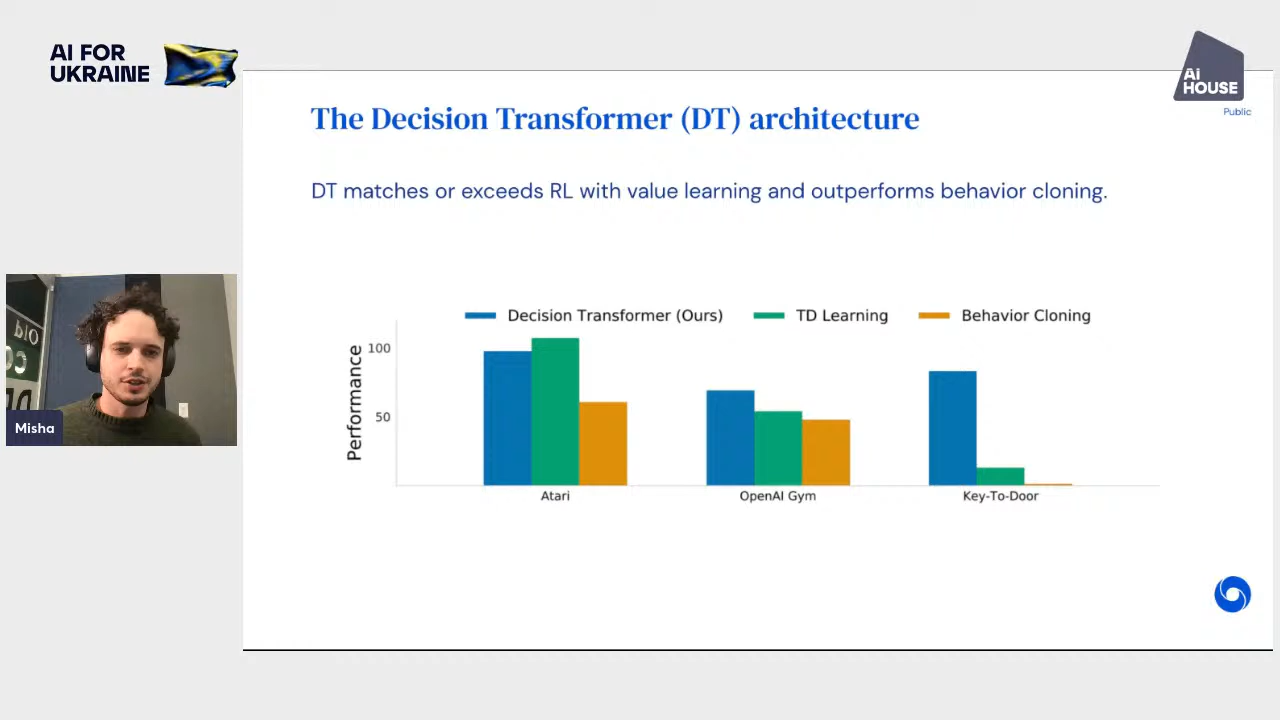 AI FOR
UKRAINE
Ai
HOUSE
Public
The Decision Transformer (DT) architecture
DT matches or exceeds RL with value learning and outperforms behavior cloning.
Decision Transformer (Ours)
TD Learning
Behavior Cloning
Performance
100
50
Atari
OpenAI Gym
Key-To-Door
Old
Misha